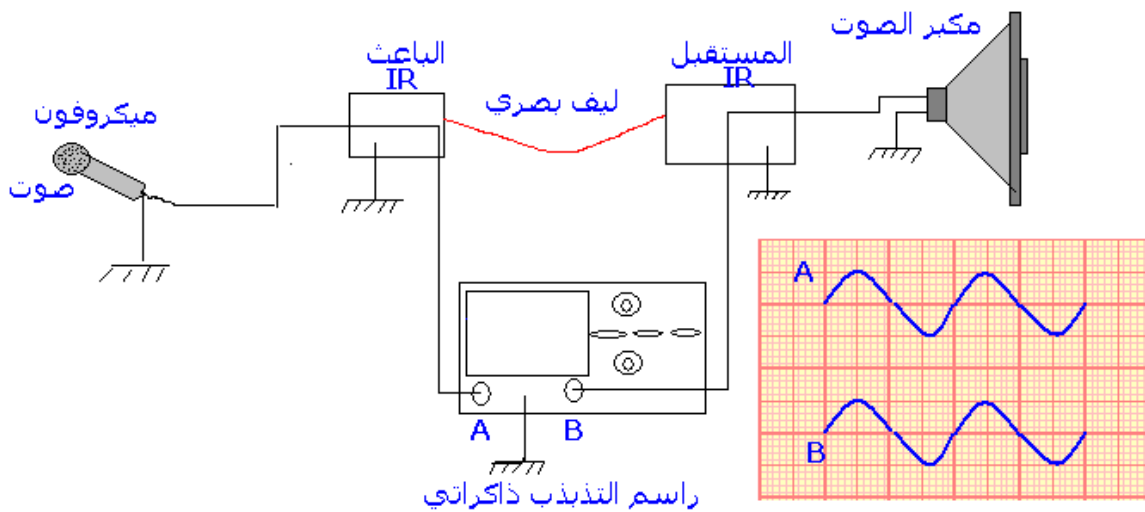 مكبر الصوت
الباعث
IR
المستقبل
IR
ليف بصري
ميكروفون
صوت
A
B
A
B
راسم التذبذب ذاكراتي